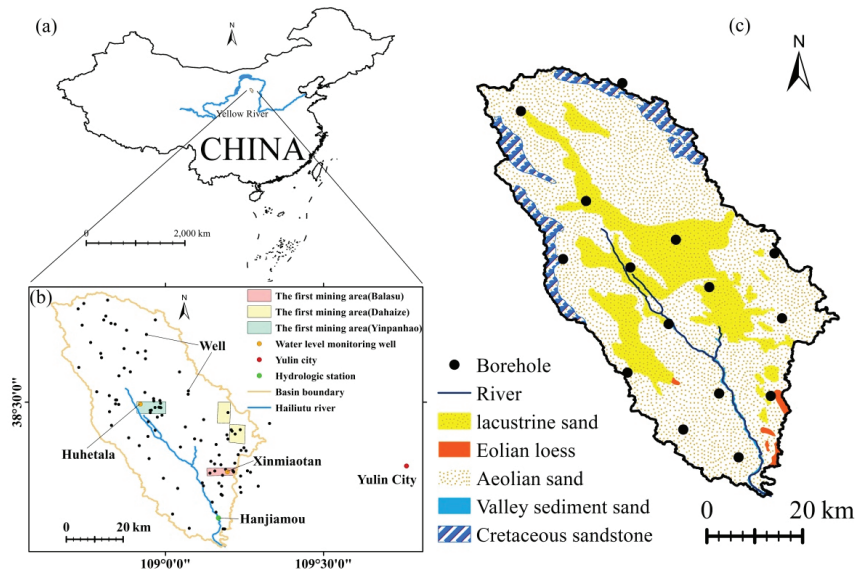 (a)
N
Yellow River
CHINA
0 2,000 km
(b)
N
The first mining area(Balasu)
The first mining area(Dahaize)
The first mining area(Yinpanhao)
Water level monitoring well
Yulin city
Hydrologic station
Basin boundary
Hailiutu river
Well
38°30'0"
Huhetala
Xinmiaotan
Yulin City
Hanjiamou
0 20 km
109°0'0" 109°30'0"
(c)
N
Borehole
River
lacustrine sand
Eolian loess
Aeolian sand
Valley sediment sand
Cretaceous sandstone
0 20 km